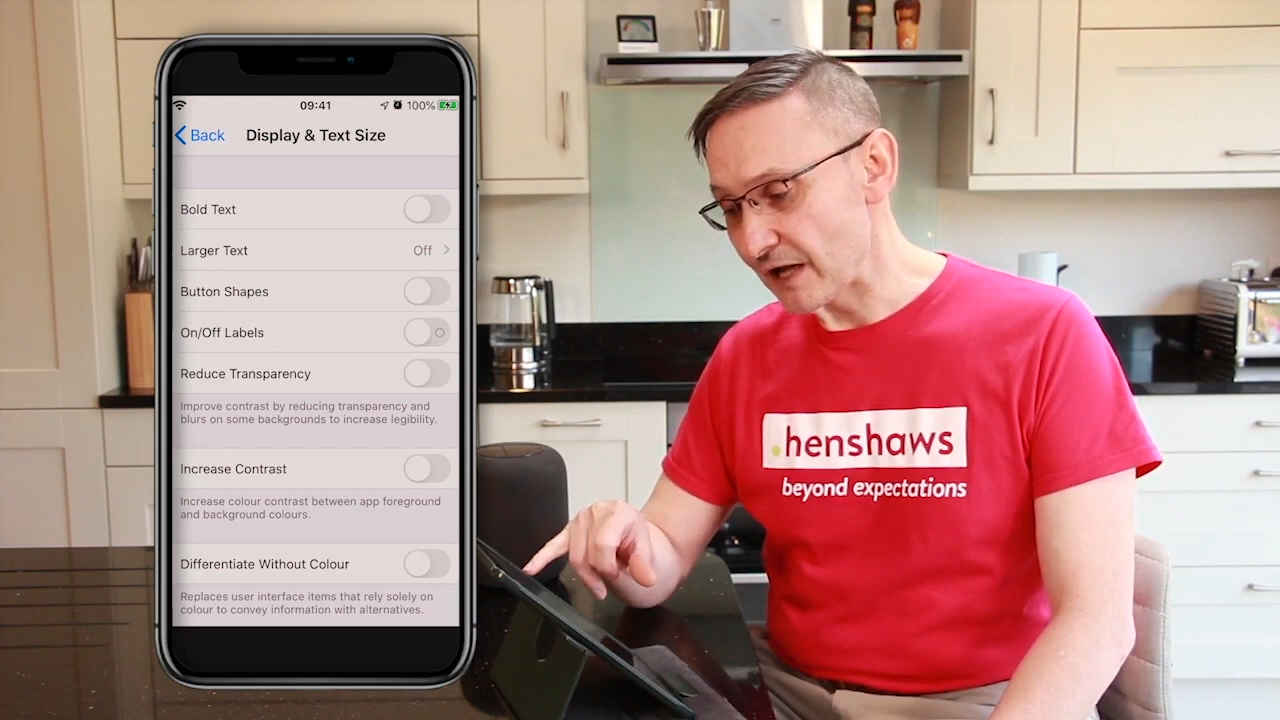 09:41
100%
Back
Display & Text Size
Bold Text
Larger Text Off
Button Shapes
On/Off Labels
Reduce Transparency
Improve contrast by reducing transparency and
blurs on some backgrounds to increase legibility.
Increase Contrast
Increase colour contrast between app foreground
and background colours.
Differentiate Without Colour
Replaces user interface items that rely solely on
colour to convey information with alternatives.
.henshaws
beyond expectations